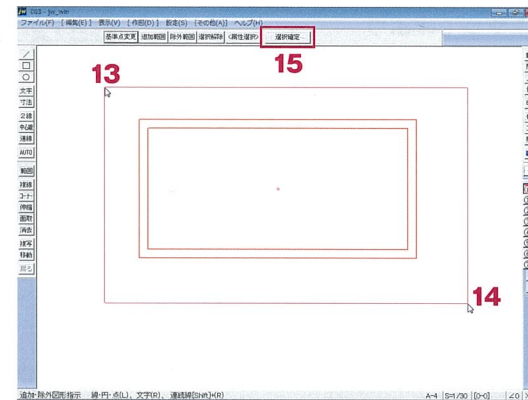 003 - jw_win
ファイル(F) [編集(E)] 表示(V) [作図(D)] 設定(S) [その他(A)] ヘルプ(H)
基準点変更 追加範囲 除外範囲 選択解除 <属性選択> 選択確定
15
13
文字
寸法
2線
中心線
連線
AUTO
範囲
複線
コーナー
伸縮
面取
消去
複写
移動
戻る
14
追加・除外図形指示 線・円・点(L)、文字(R)、連続線[Shift]+(R) A-4 S=1/30 [0-0] ∠0